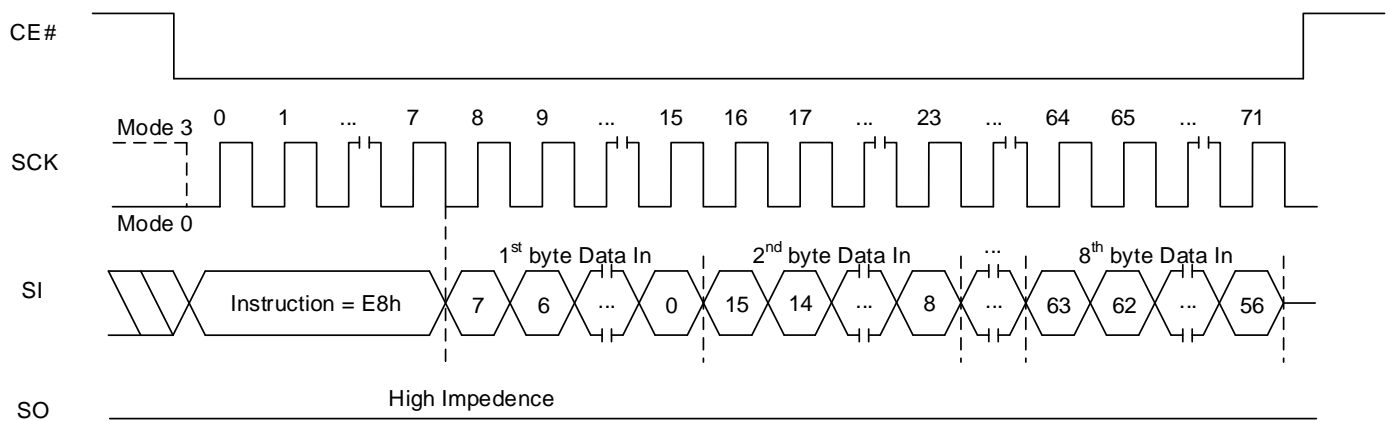 CE#
0 1 ... 7 8 9 ... 15 16 17 ... 23 ... 64 65 ... 71
Mode 3
SCK
Mode 0
1st byte Data In 2nd byte Data In ... 8th byte Data In
SI
Instruction = E8h 7 6 ... 0 15 14 ... 8 ... 63 62 ... 56
High Impedence
SO